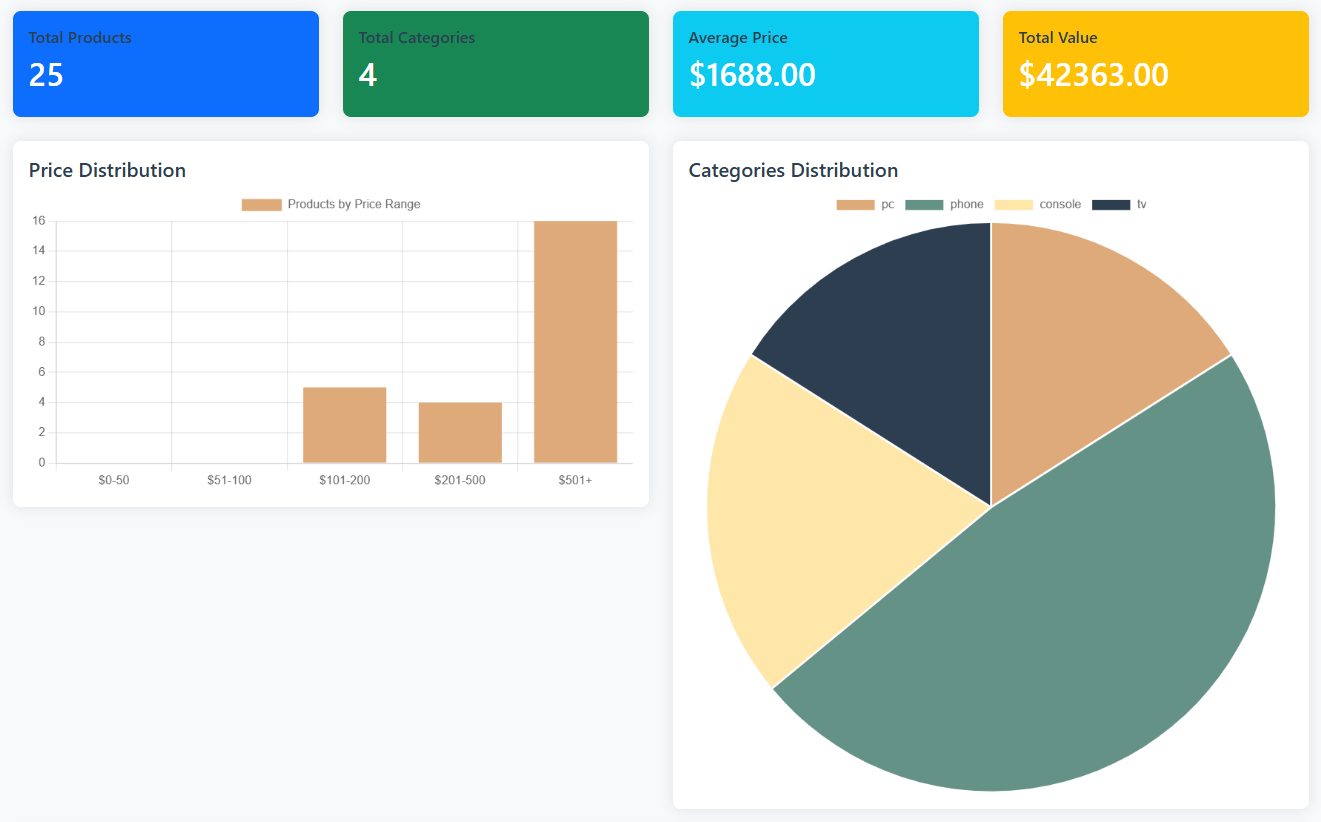 Total Products
25
Total Categories
4
Average Price
$1688.00
Total Value
$42363.00
Price Distribution
Products by Price Range
16
14
12
10
8
6
4
2
0
$0-50 $51-100 $101-200 $201-500 $501+
Categories Distribution
pc phone console tv